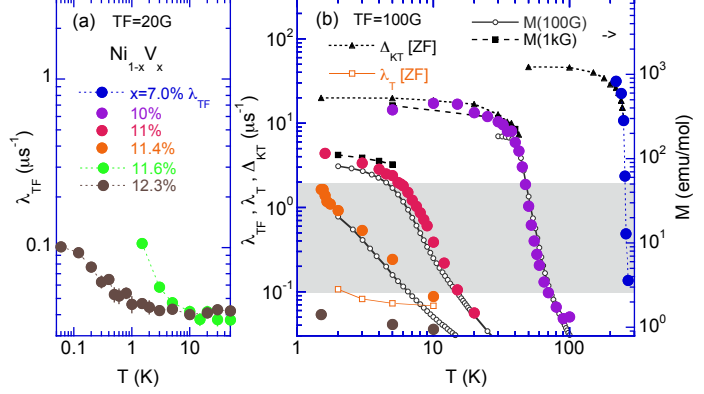 (a) TF=20G
Ni1-xVx
x=7.0% λTF
10%
11%
11.4%
11.6%
12.3%
λTF (μs-1)
1
0.1
0.1 1 10
T (K)
(b) TF=100G
ΔKT [ZF]
λT [ZF]
M(100G)
M(1kG)
->
λTF , λT , ΔKT (μs-1)
10²
10¹
10⁰
10⁻¹
1 10 100
T (K)
M (emu/mol)
10³
10²
10¹
10⁰